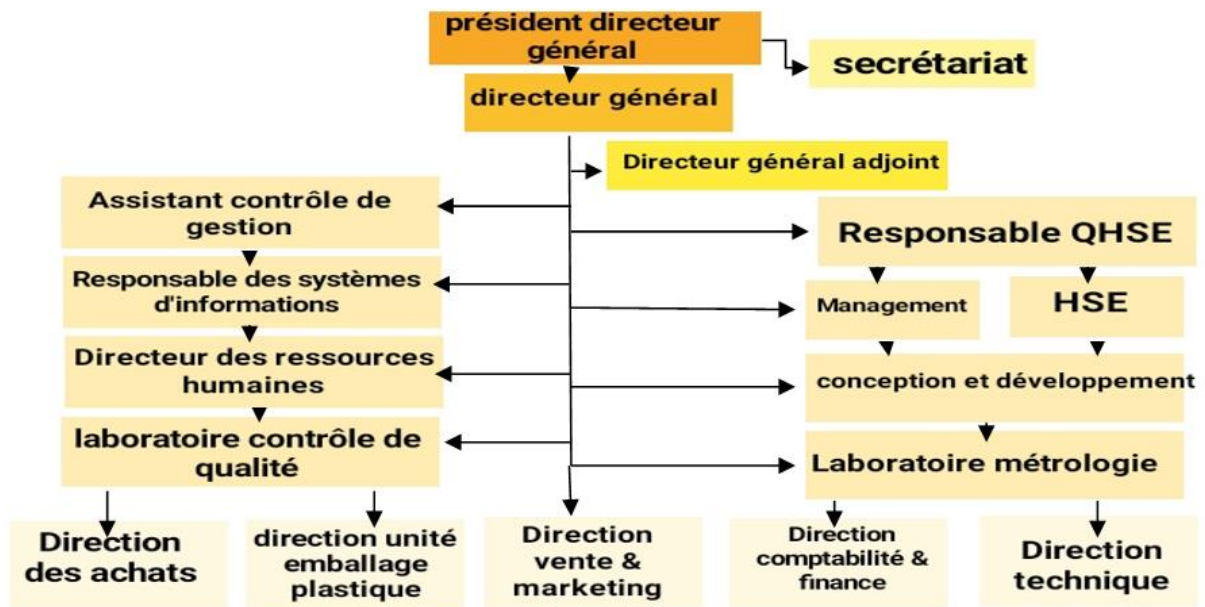 président directeur
général
secrétariat
directeur général
Directeur général adjoint
Assistant contrôle de
gestion
Responsable QHSE
Responsable des systèmes
d'informations
Management
HSE
Directeur des ressources
humaines
conception et développement
laboratoire contrôle de
qualité
Laboratoire métrologie
Direction
des achats
direction unité
emballage
plastique
Direction
vente &
marketing
Direction
comptabilité &
finance
Direction
technique